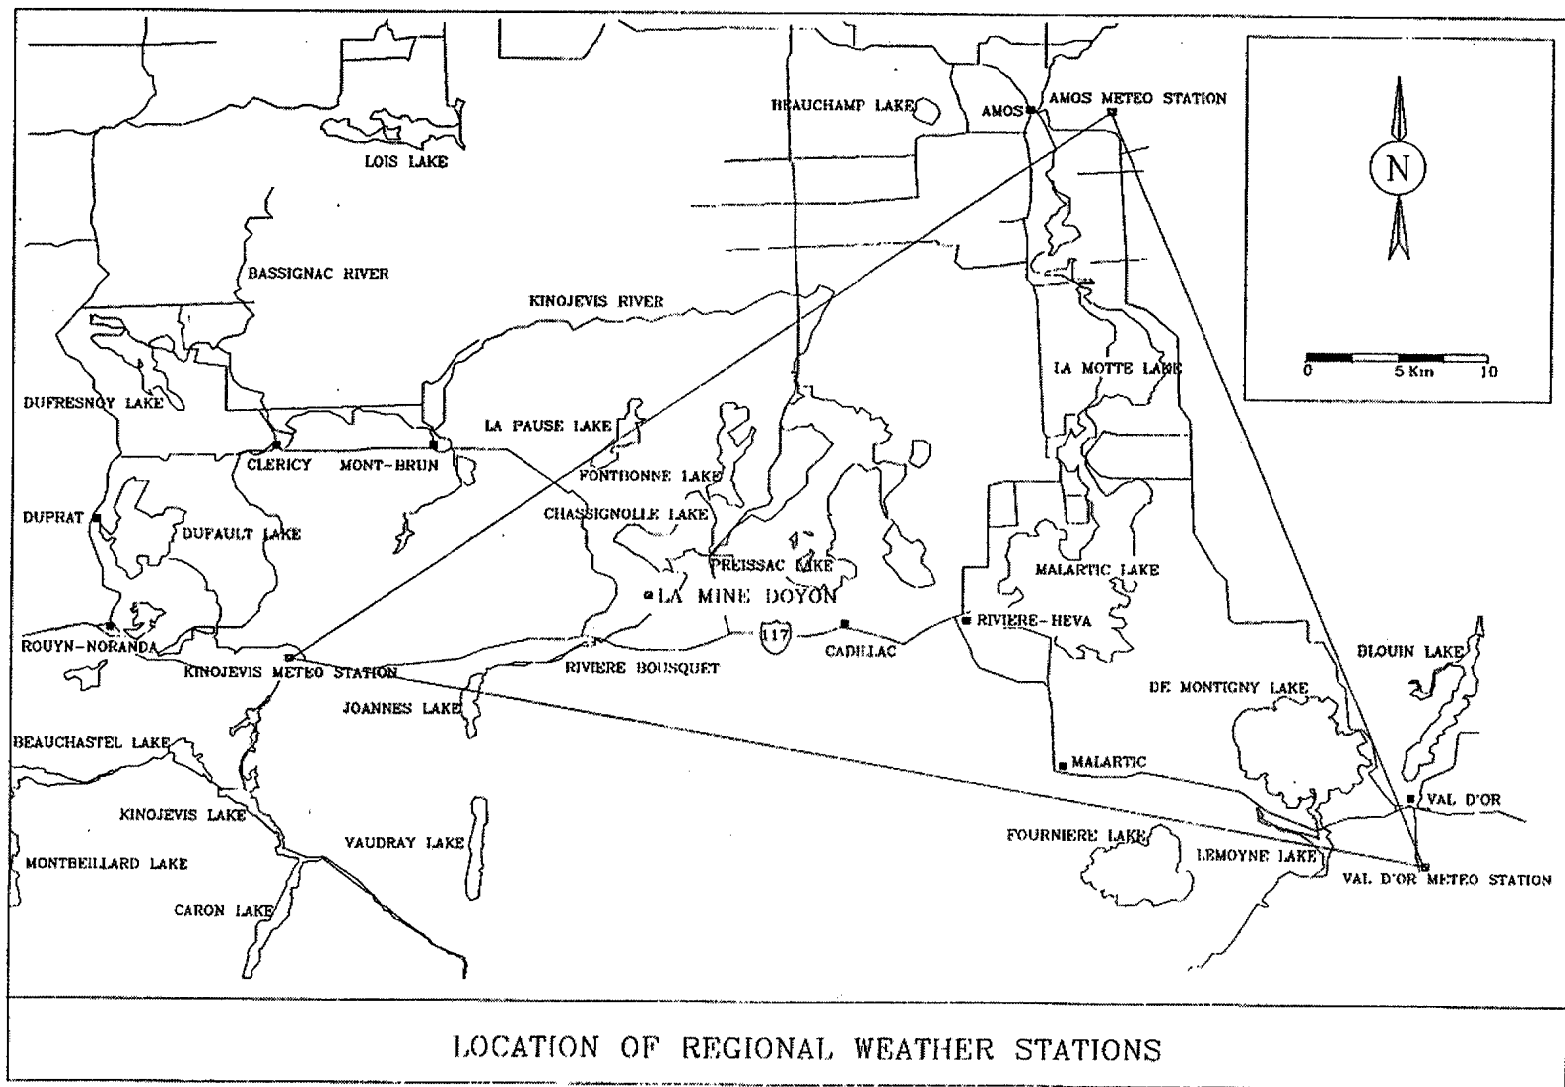 BEAUCHAMP LAKE
AMOS
AMOS METEO STATION
LOIS LAKE
N
BASSIGNAC RIVER
KINOJEVIS RIVER
0 5 Km 10
LA MOTTE LAKE
DUFRESNOY LAKE
LA PAUSE LAKE
CLERICY
MONT-BRUN
FONTBONNE LAKE
CHASSIGNOLLE LAKE
DUPRAT
DUFAULT LAKE
PREISSAC LAKE
MALARTIC LAKE
LA MINE DOYON
RIVIERE-HEVA
117
ROUYN-NORANDA
CADILLAC
KINOJEVIS METEO STATION
RIVIERE BOUSQUET
BLOUIN LAKE
DE MONTIGNY LAKE
JOANNES LAKE
BEAUCHASTEL LAKE
MALARTIC
VAL D'OR
KINOJEVIS LAKE
FOURNIERE LAKE
VAUDRAY LAKE
LEMOYNE LAKE
MONTBEILLARD LAKE
VAL D'OR METEO STATION
CARON LAKE
LOCATION OF REGIONAL WEATHER STATIONS